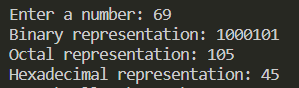 Enter a number: 69
Binary representation: 1000101
Octal representation: 105
Hexadecimal representation: 45